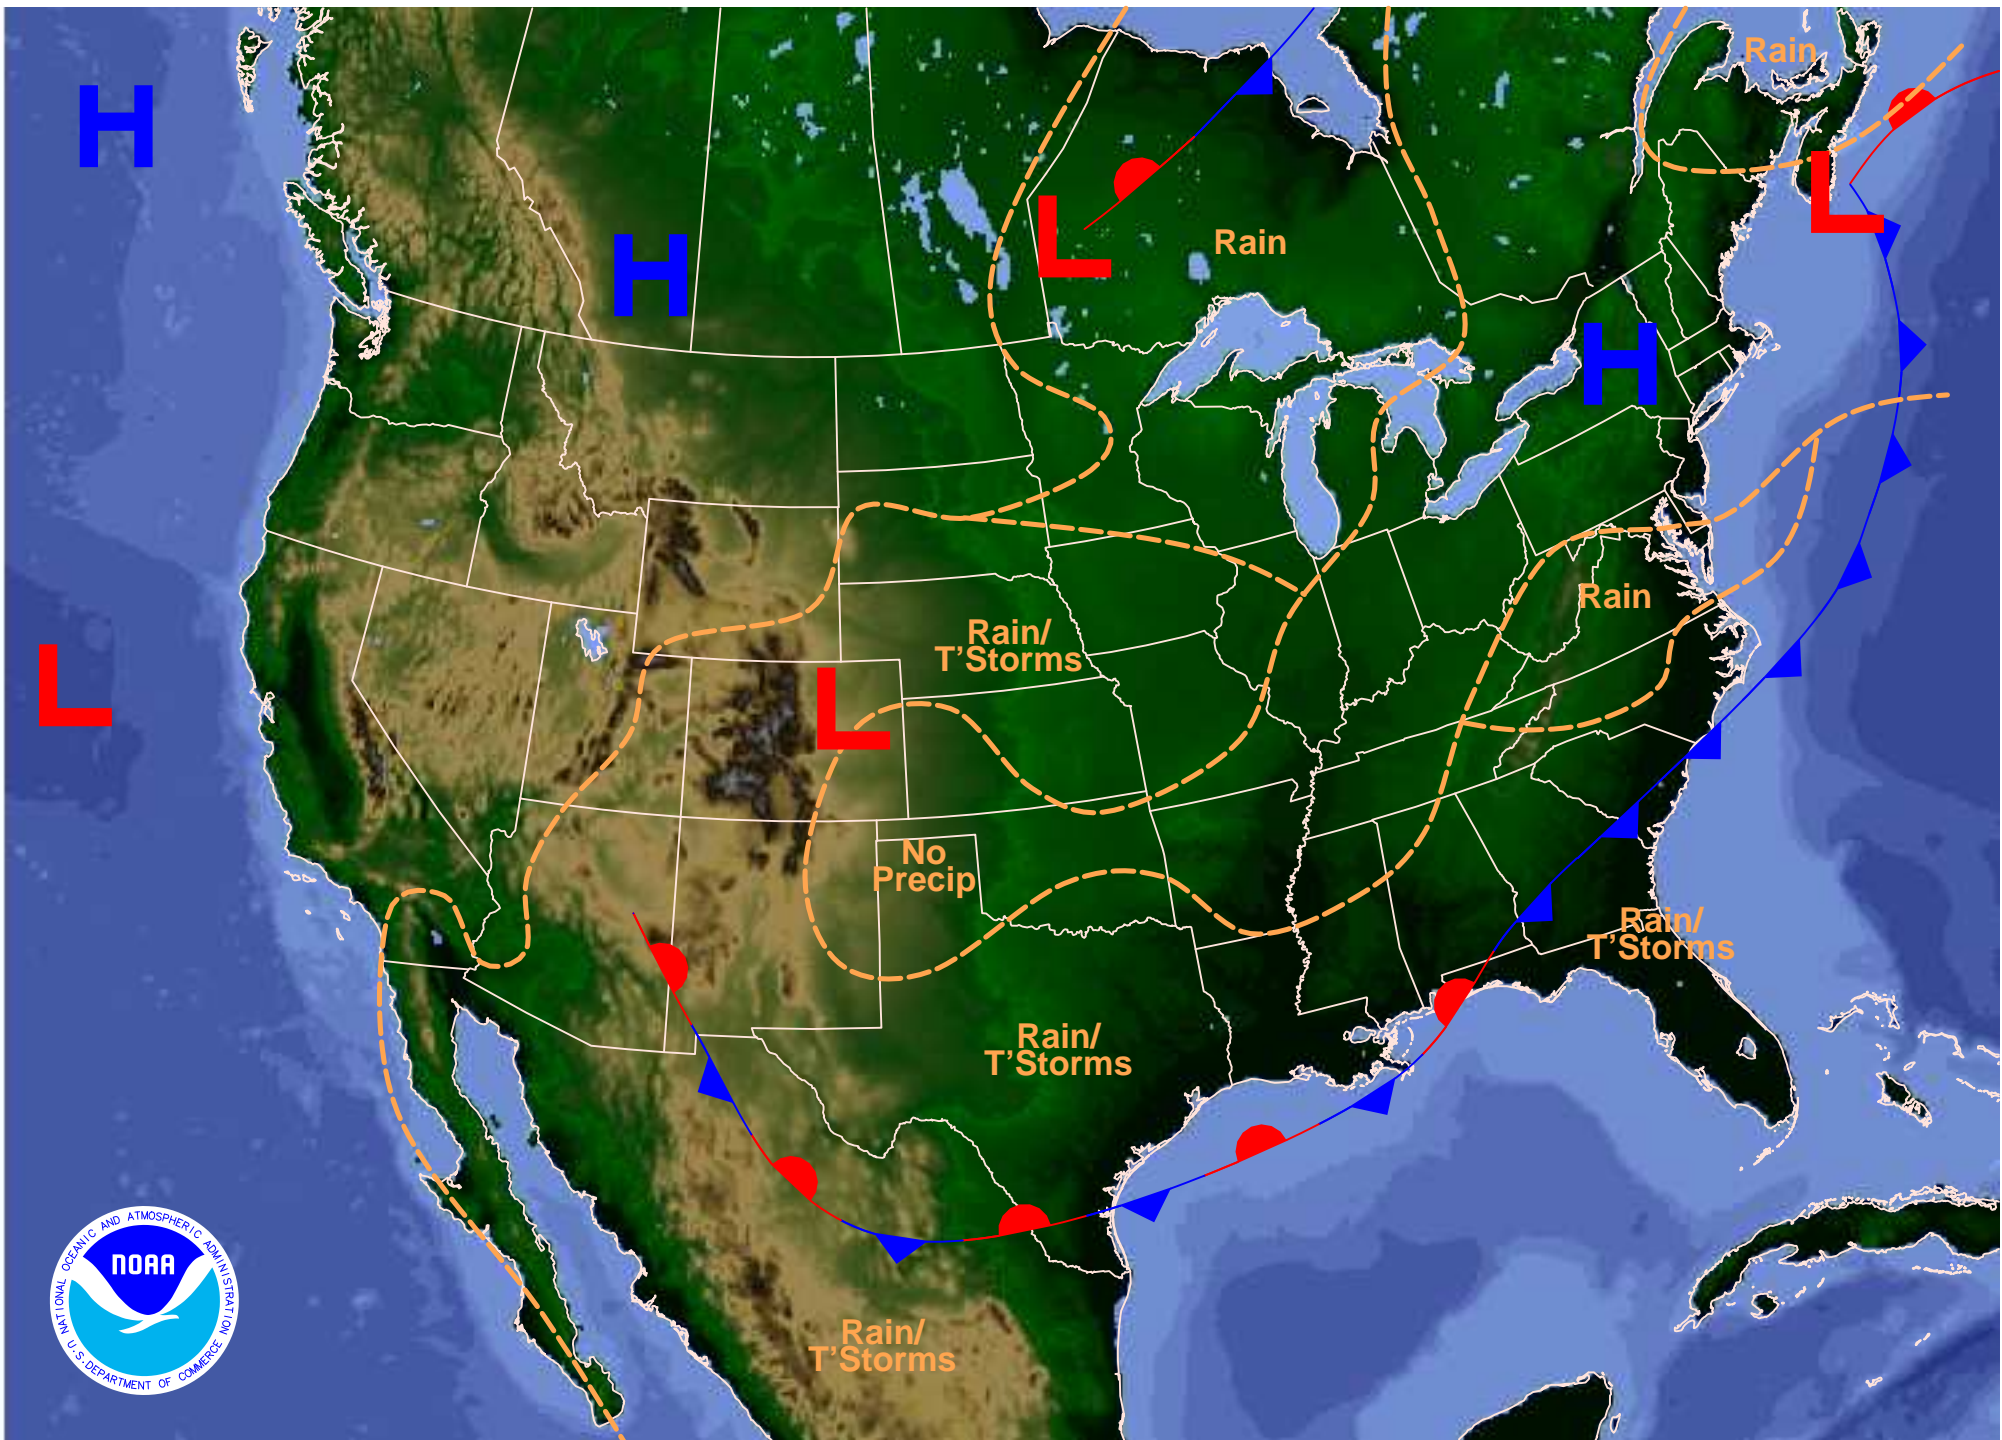 Rain
H
L
Rain
H
L
H
Rain
Rain/
T'Storms
L
L
No
Precip
Rain/
T'Storms
Rain/
T'Storms
Rain/
T'Storms
NATIONAL OCEANIC AND ATMOSPHERIC ADMINISTRATION
NOAA
U.S. DEPARTMENT OF COMMERCE